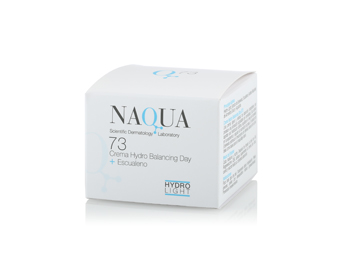 NAQUA
Scientific Dermatology Laboratory
73
Crema Hydro Balancing Day
+ Escualeno
HYDRO
LIGHT